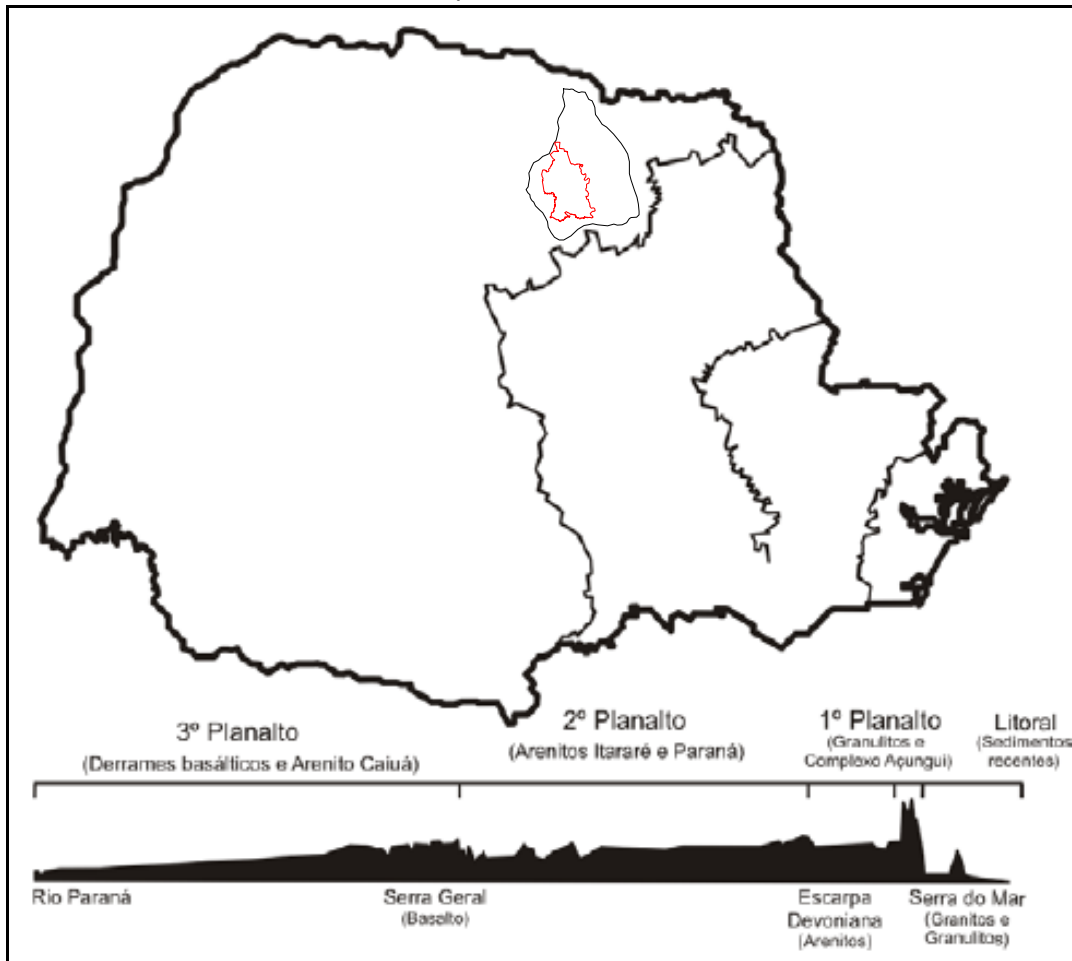 3º Planalto
(Derrames basálticos e Arenito Caiuá)
2º Planalto
(Arenitos Itararé e Paraná)
1º Planalto
(Granulitos e
Complexo Açungui)
Litoral
(Sedimentos
recentes)
Rio Paraná
Serra Geral
(Basalto)
Escarpa
Devoniana
(Arenitos)
Serra do Mar
(Granitos e
Granulitos)